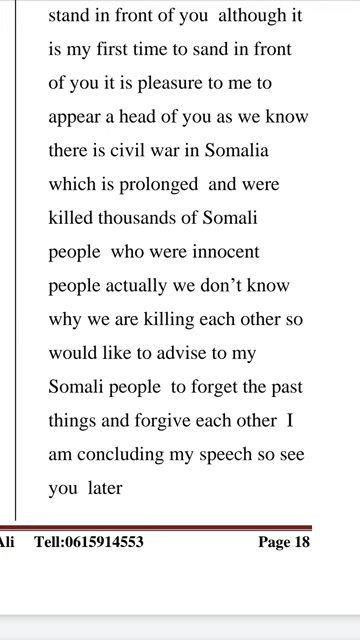 stand in front of you although it
is my first time to sand in front
of you it is pleasure to me to
appear a head of you as we know
there is civil war in Somalia
which is prolonged and were
killed thousands of Somali
people who were innocent
people actually we don't know
why we are killing each other so
would like to advise to my
Somali people to forget the past
things and forgive each other I
am concluding my speech so see
you later
Ali Tell:0615914553 Page 18